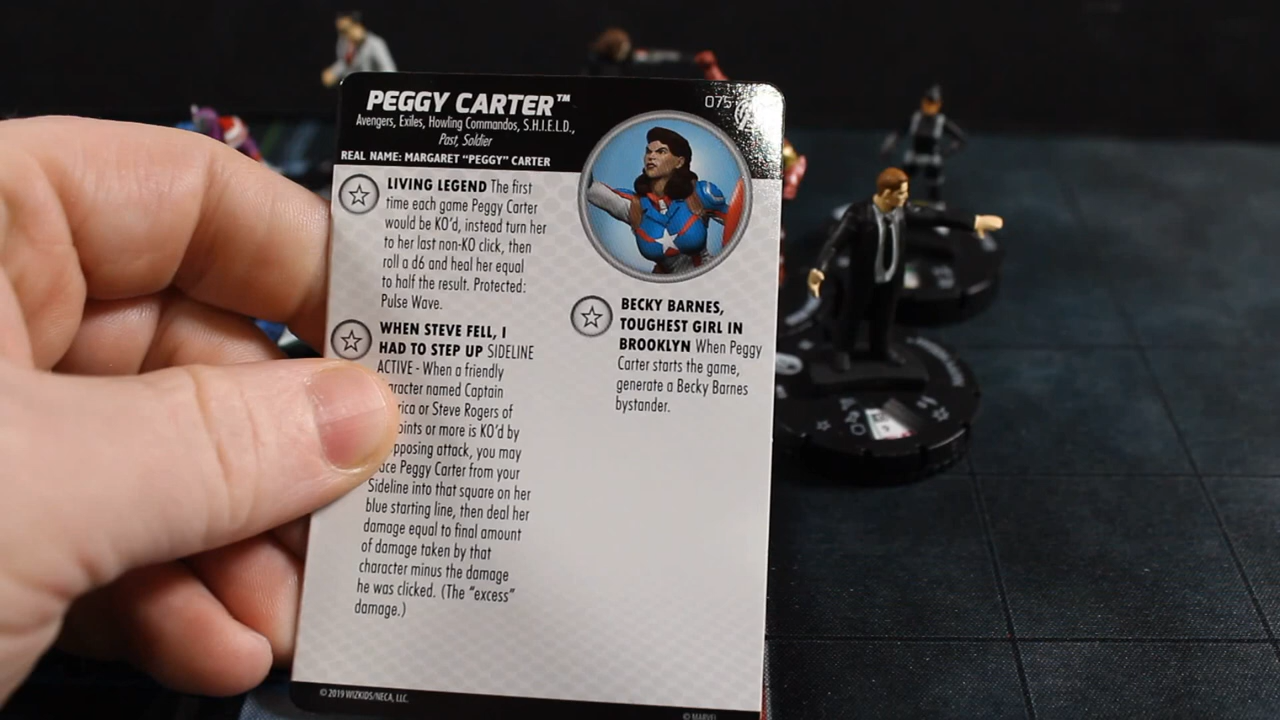 PEGGY CARTER™
075
Avengers, Exiles, Howling Commandos, S.H.I.E.L.D.,
Past, Soldier
REAL NAME: MARGARET "PEGGY" CARTER
LIVING LEGEND The first
time each game Peggy Carter
would be KO'd, instead turn her
to her last non-KO click, then
roll a d6 and heal her equal
to half the result. Protected:
Pulse Wave.
WHEN STEVE FELL, I
HAD TO STEP UP SIDELINE
ACTIVE - When a friendly
named Captain
or Steve Rogers of
or more is KO'd by
attack, you may
Peggy Carter from your
Sideline into that square on her
blue starting line, then deal her
damage equal to final amount
of damage taken by that
character minus the damage
he was clicked. (The "excess"
damage.)
BECKY BARNES,
TOUGHEST GIRL IN
BROOKLYN When Peggy
Carter starts the game,
generate a Becky Barnes
bystander.
© 2019 WIZKIDS/NECA, LLC.
© MARVEL